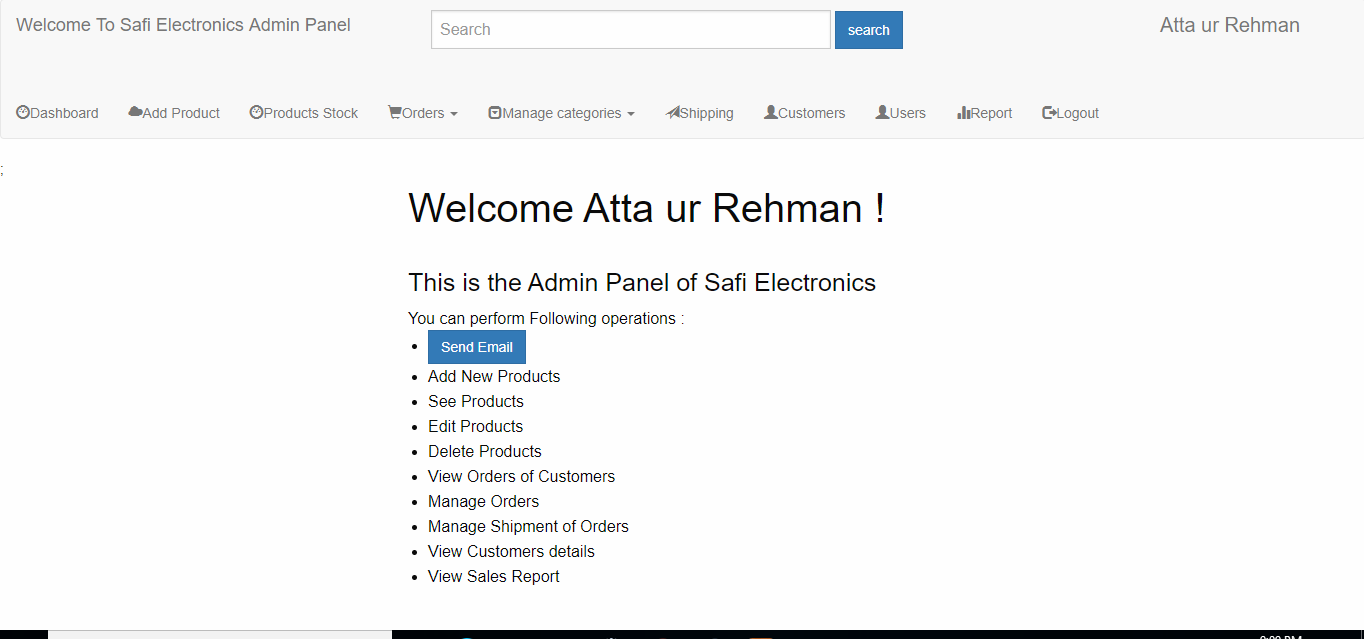 Welcome To Safi Electronics Admin Panel
Search
search
Atta ur Rehman
Dashboard Add Product Products Stock Orders Manage categories Shipping Customers Users Report Logout
;
Welcome Atta ur Rehman !
This is the Admin Panel of Safi Electronics
You can perform Following operations :
• Send Email
• Add New Products
• See Products
• Edit Products
• Delete Products
• View Orders of Customers
• Manage Orders
• Manage Shipment of Orders
• View Customers details
• View Sales Report